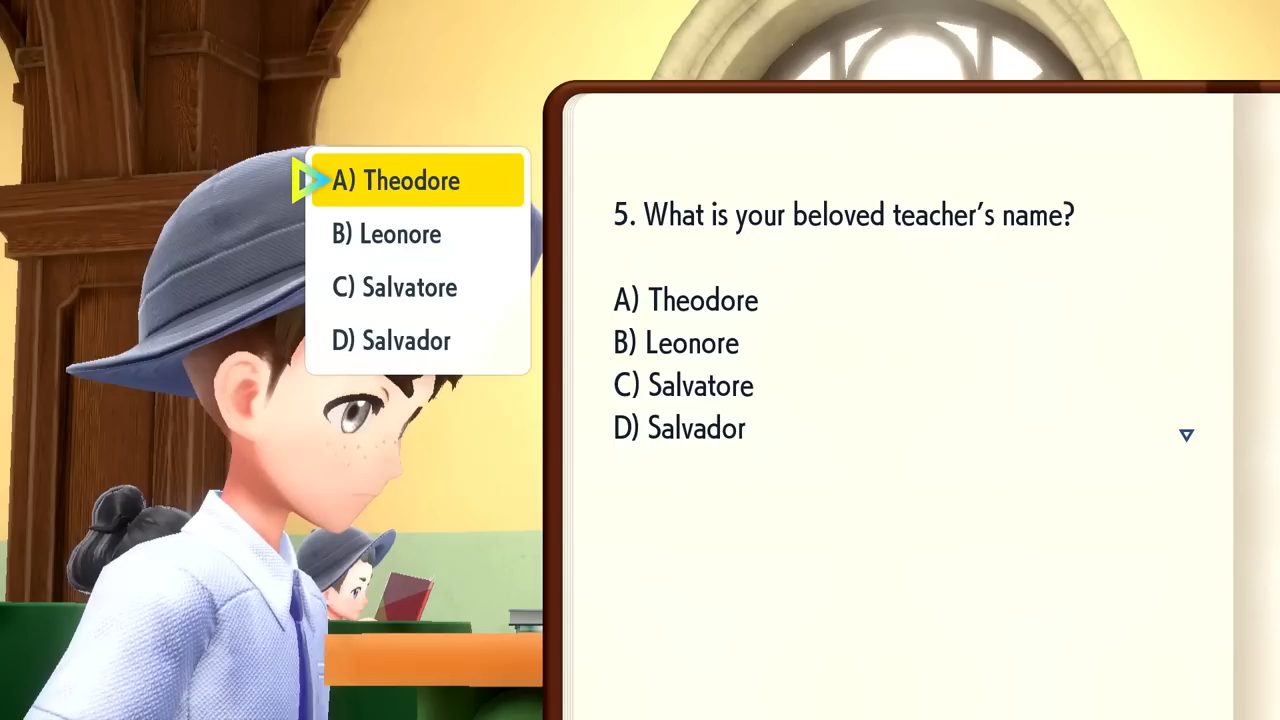 A) Theodore
B) Leonore
C) Salvatore
D) Salvador
5. What is your beloved teacher's name?
A) Theodore
B) Leonore
C) Salvatore
D) Salvador